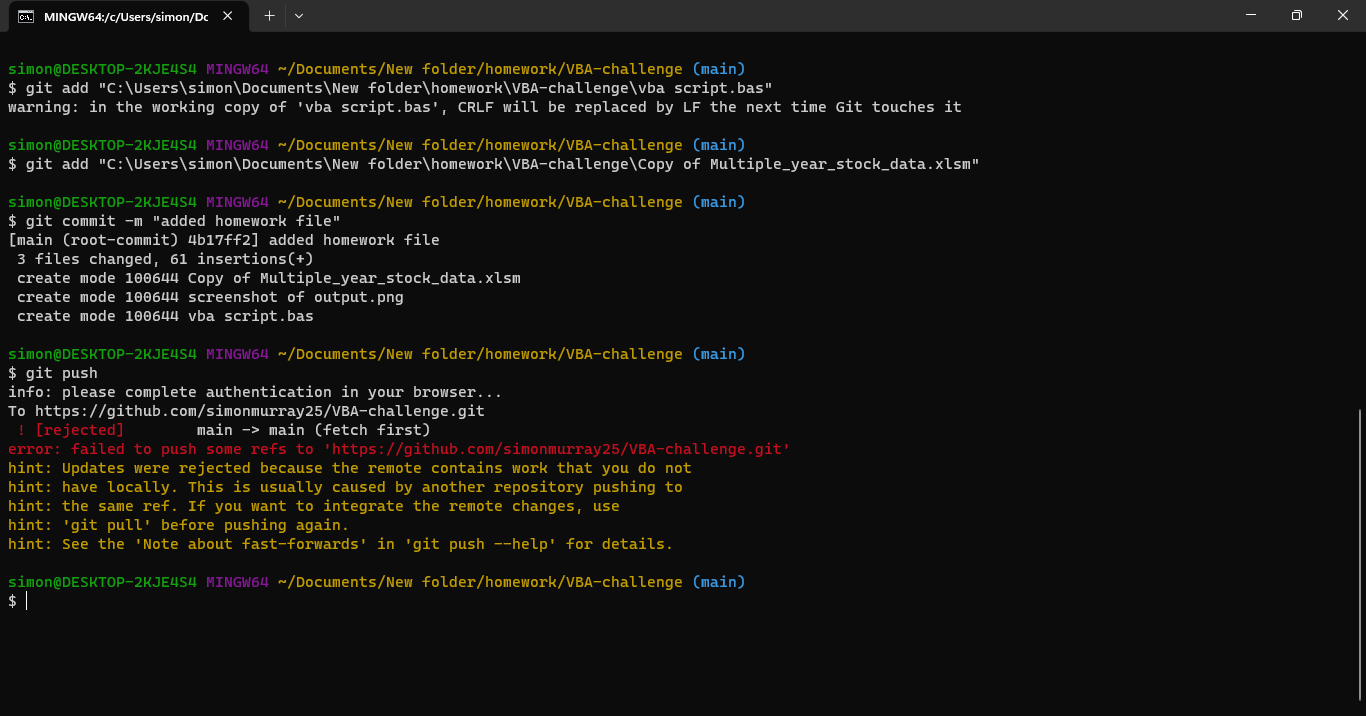 MINGW64:/c/Users/simon/Dc
simon@DESKTOP-2KJE4S4 MINGW64 ~/Documents/New folder/homework/VBA-challenge (main)
$ git add "C:\Users\simon\Documents\New folder\homework\VBA-challenge\vba script.bas"
warning: in the working copy of 'vba script.bas', CRLF will be replaced by LF the next time Git touches it
simon@DESKTOP-2KJE4S4 MINGW64 ~/Documents/New folder/homework/VBA-challenge (main)
$ git add "C:\Users\simon\Documents\New folder\homework\VBA-challenge\Copy of Multiple_year_stock_data.xlsm"
simon@DESKTOP-2KJE4S4 MINGW64 ~/Documents/New folder/homework/VBA-challenge (main)
$ git commit -m "added homework file"
[main (root-commit) 4b17ff2] added homework file
 3 files changed, 61 insertions(+)
 create mode 100644 Copy of Multiple_year_stock_data.xlsm
 create mode 100644 screenshot of output.png
 create mode 100644 vba script.bas
simon@DESKTOP-2KJE4S4 MINGW64 ~/Documents/New folder/homework/VBA-challenge (main)
$ git push
info: please complete authentication in your browser...
To https://github.com/simonmurray25/VBA-challenge.git
 ! [rejected]        main -> main (fetch first)
error: failed to push some refs to 'https://github.com/simonmurray25/VBA-challenge.git'
hint: Updates were rejected because the remote contains work that you do not
hint: have locally. This is usually caused by another repository pushing to
hint: the same ref. If you want to integrate the remote changes, use
hint: 'git pull' before pushing again.
hint: See the 'Note about fast-forwards' in 'git push --help' for details.
simon@DESKTOP-2KJE4S4 MINGW64 ~/Documents/New folder/homework/VBA-challenge (main)
$